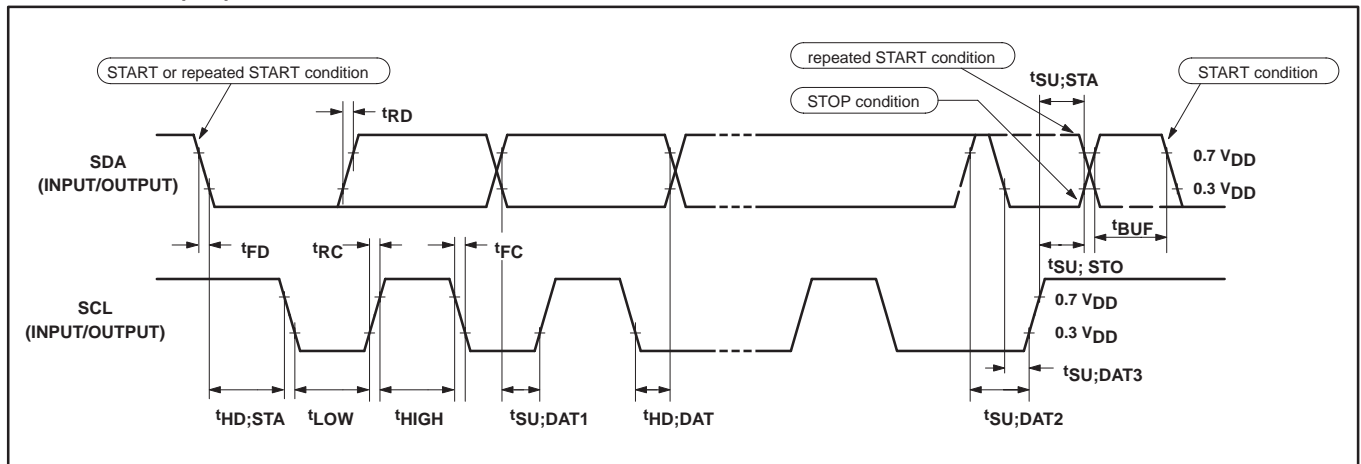 repeated START condition
tSU;STA
START or repeated START condition
START condition
STOP condition
tRD
SDA
(INPUT/OUTPUT)
0.7 VDD
0.3 VDD
tFD
tRC
tFC
tBUF
tSU; STO
SCL
(INPUT/OUTPUT)
0.7 VDD
0.3 VDD
tSU;DAT3
tHD;STA
tLOW
tHIGH
tSU;DAT1
tHD;DAT
tSU;DAT2